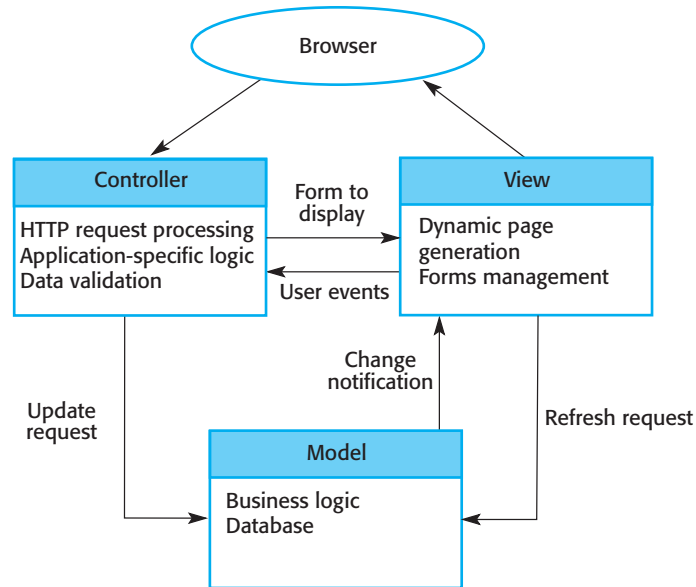 Browser
Controller
HTTP request processing
Application-specific logic
Data validation
Form to
display
User events
View
Dynamic page
generation
Forms management
Update
request
Change
notification
Refresh request
Model
Business logic
Database